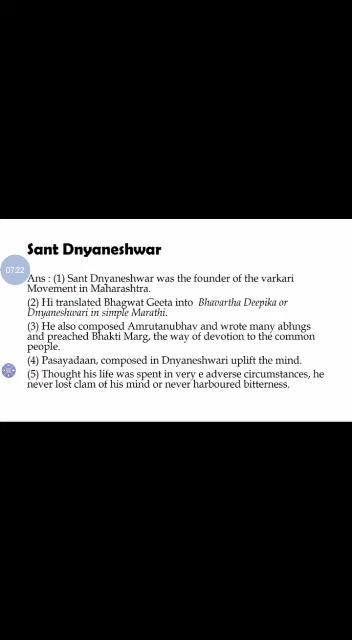 Sant Dnyaneshwar
07:22
Ans : (1) Sant Dnyaneshwar was the founder of the varkari
Movement in Maharashtra.
(2) Hi translated Bhagwat Geeta into Bhavartha Deepika or
Dnyaneshwari in simple Marathi.
(3) He also composed Amrutanubhav and wrote many abhngs
and preached Bhakti Marg, the way of devotion to the common
people.
(4) Pasayadaan, composed in Dnyaneshwari uplift the mind.
(5) Thought his life was spent in very e adverse circumstances, he
never lost clam of his mind or never harboured bitterness.